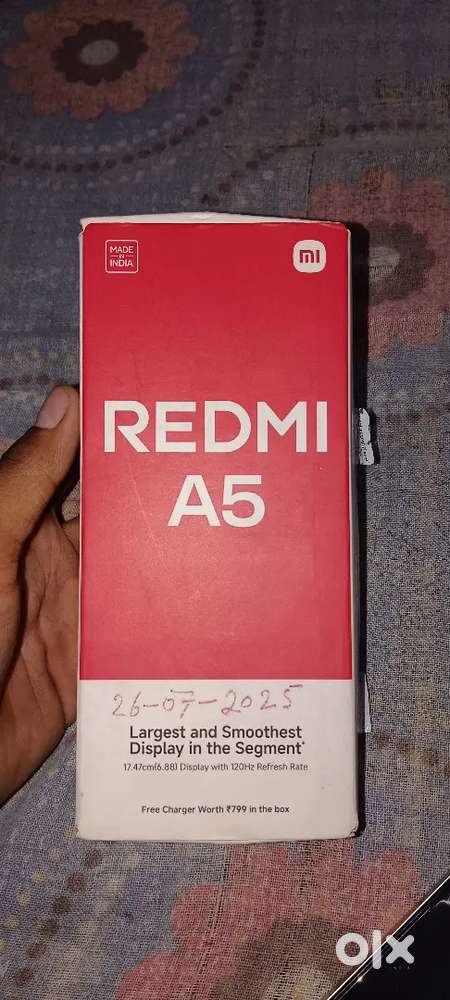 MADE
IN
INDIA
mi
REDMI
A5
26-07-2025
Largest and Smoothest
Display in the Segment*
17.47cm(6.88) Display with 120Hz Refresh Rate
Free Charger Worth ₹799 in the box
olx
INDIA